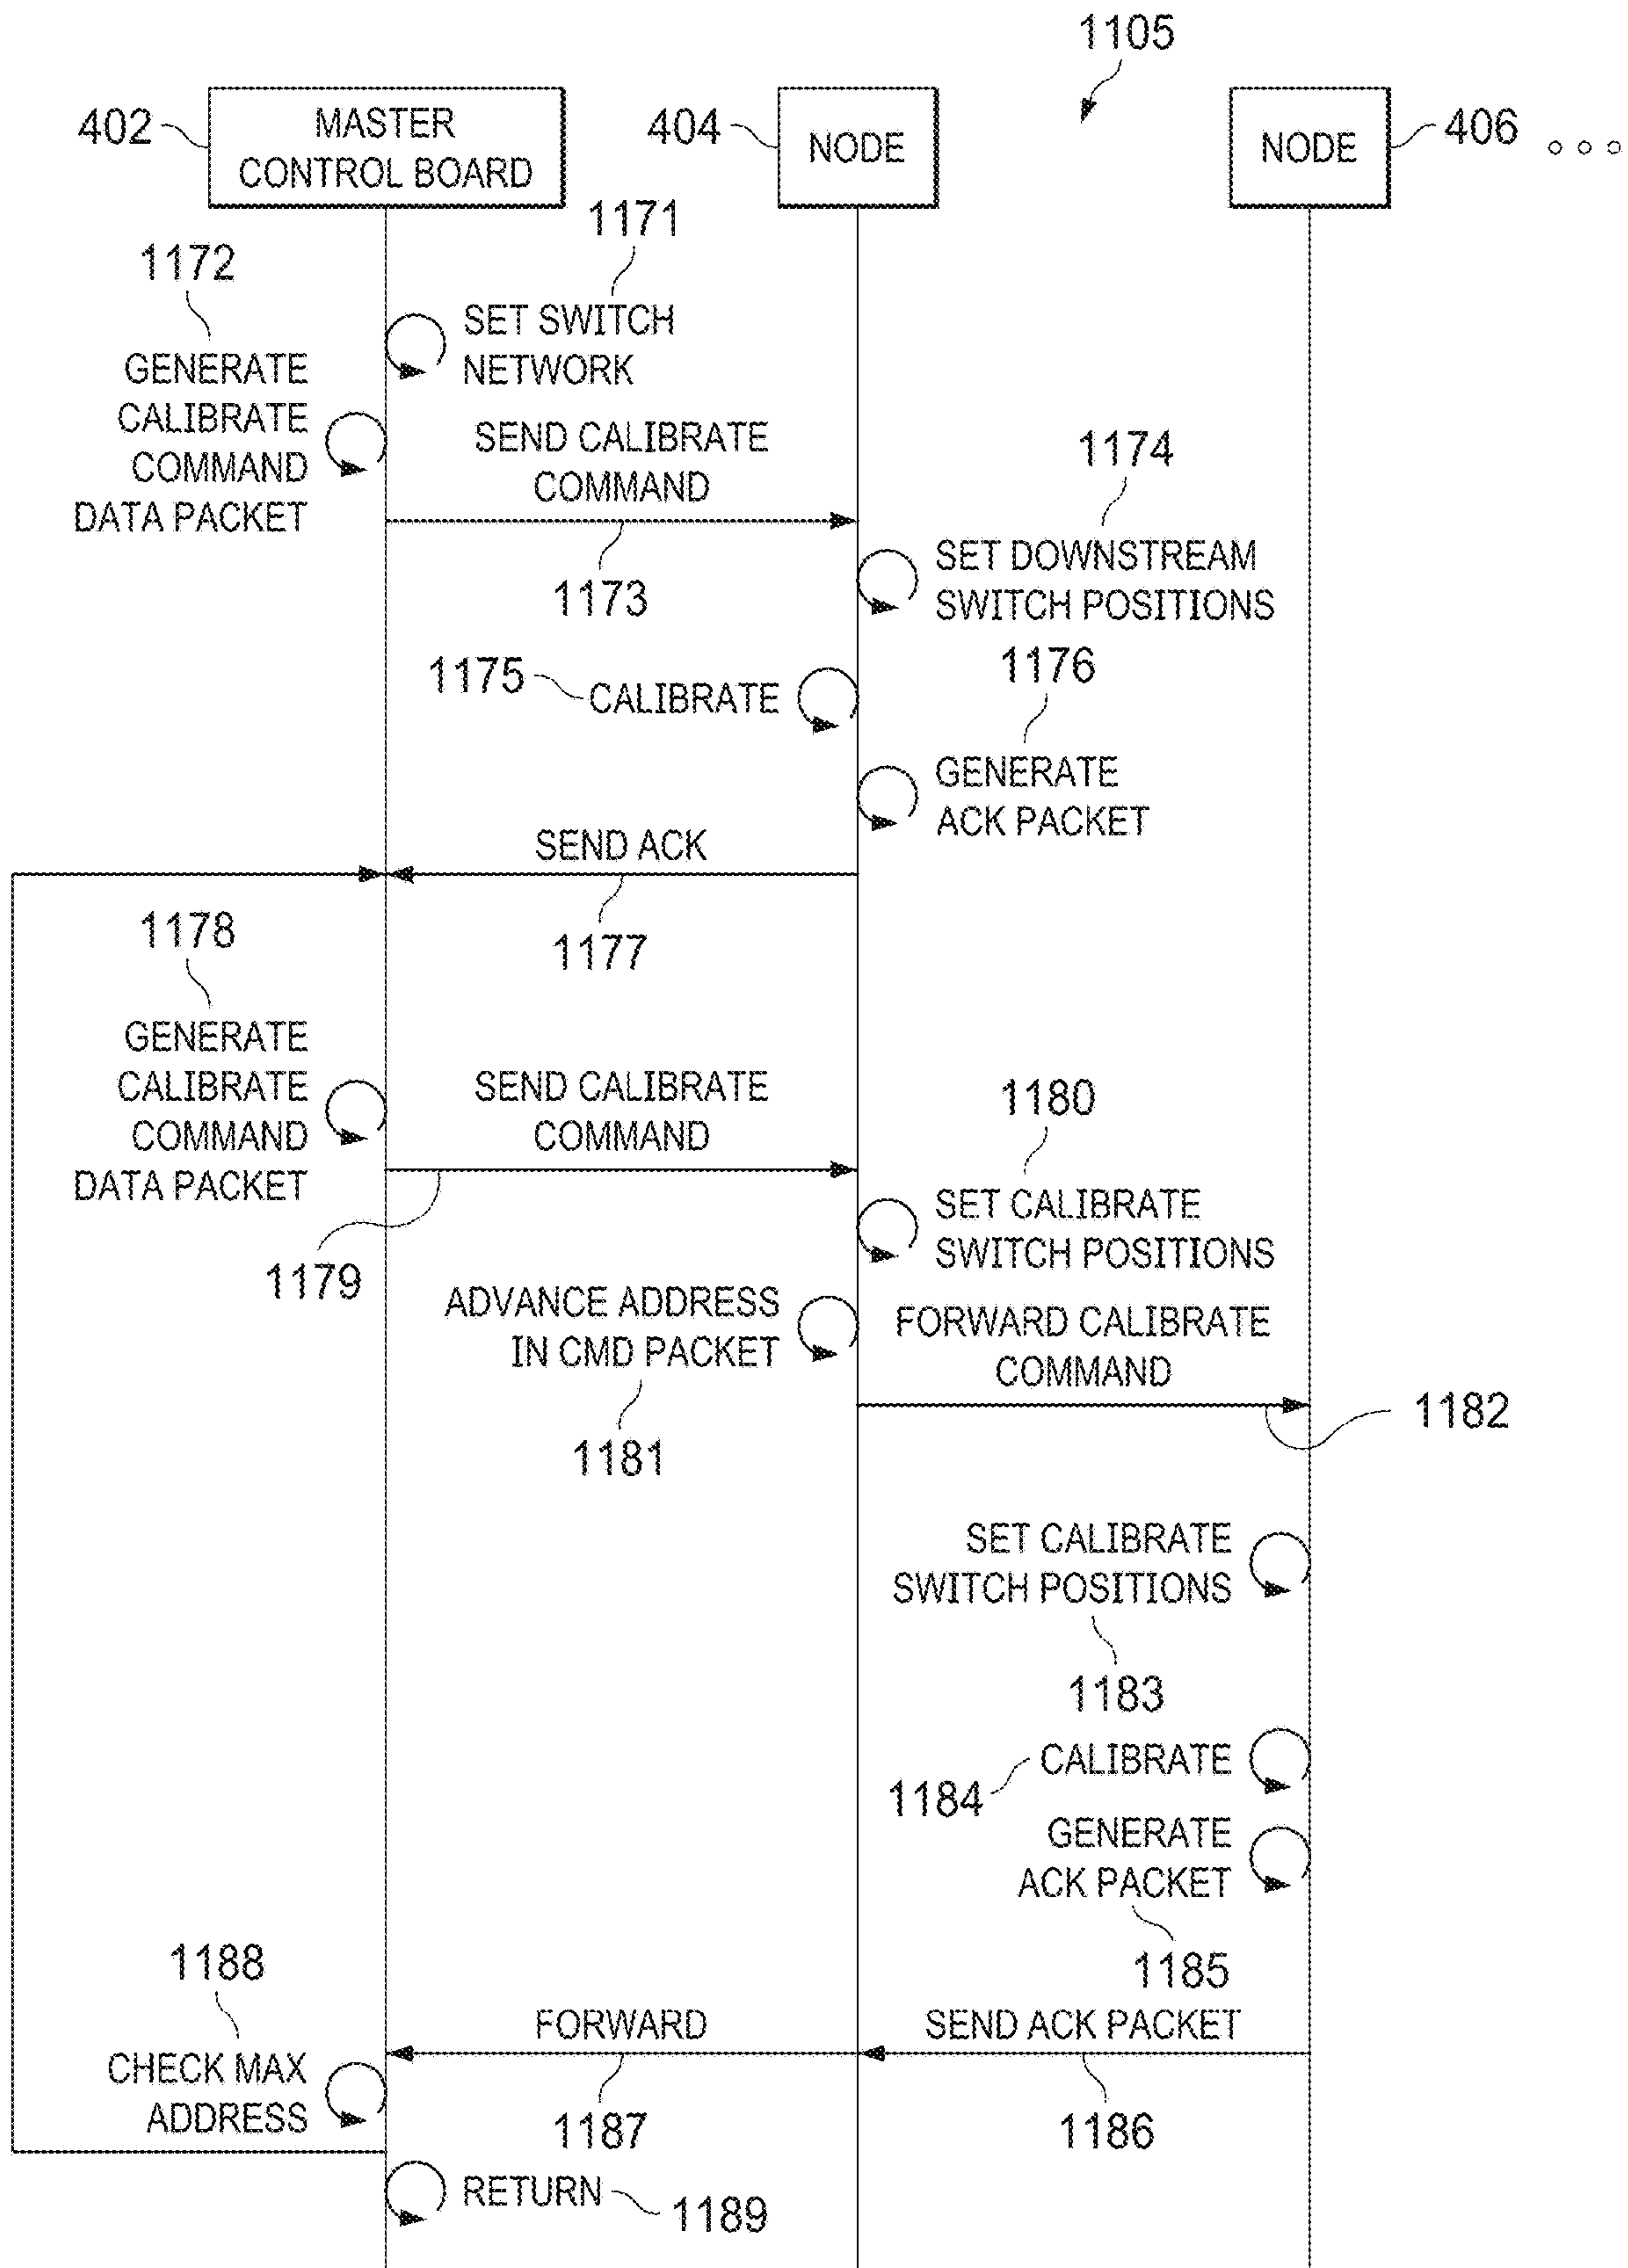 1105
402
MASTER
CONTROL BOARD
404
NODE
NODE
406
1171
1172
SET SWITCH
NETWORK
GENERATE
CALIBRATE
COMMAND
DATA PACKET
SEND CALIBRATE
COMMAND
1173
1174
SET DOWNSTREAM
SWITCH POSITIONS
1175
CALIBRATE
1176
GENERATE
ACK PACKET
SEND ACK
1177
1178
GENERATE
CALIBRATE
COMMAND
DATA PACKET
SEND CALIBRATE
COMMAND
1179
1180
SET CALIBRATE
SWITCH POSITIONS
ADVANCE ADDRESS
IN CMD PACKET
1181
FORWARD CALIBRATE
COMMAND
1182
SET CALIBRATE
SWITCH POSITIONS
1183
CALIBRATE
1184
GENERATE
ACK PACKET
1185
SEND ACK PACKET
1186
FORWARD
1187
1188
CHECK MAX
ADDRESS
RETURN
1189